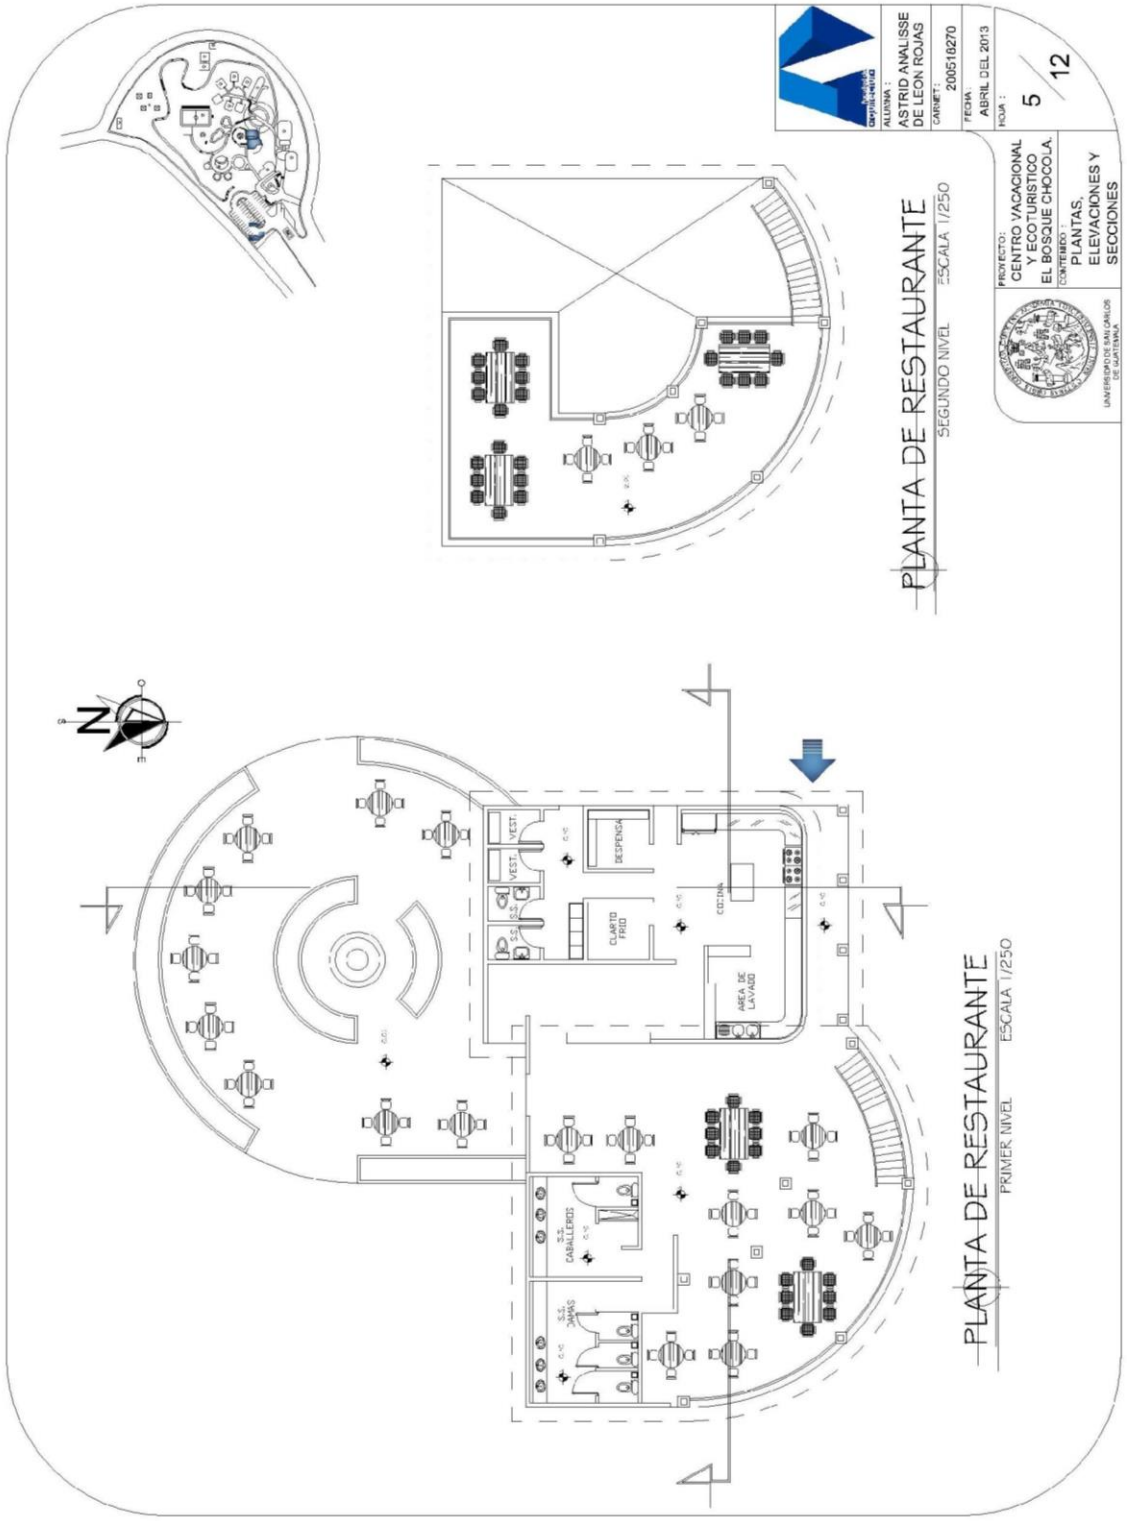 N
S
E
O
VEST.
VEST.
S.S.
S.S.
DESPENSA
CLARTO
FRIO
COCINA
AREA DE
LAVADO
S.S.
CABALLEROS
S.S.
DAMAS
PLANTA DE RESTAURANTE
PRIMER NIVEL ESCALA 1/250
PLANTA DE RESTAURANTE
SEGUNDO NIVEL ESCALA 1/250
ALUMNA :
ASTRID ANALISSE
DE LEON ROJAS
CARNET :
200518270
FECHA:
ABRIL DEL 2013
HOJA :
5
12
PROYECTO:
CENTRO VACACIONAL
Y ECOTURISTICO
EL BOSQUE CHOCOLA.
CONTENIDO :
PLANTAS,
ELEVACIONES Y
SECCIONES
UNIVERSIDAD DE SAN CARLOS
DE GUATEMALA